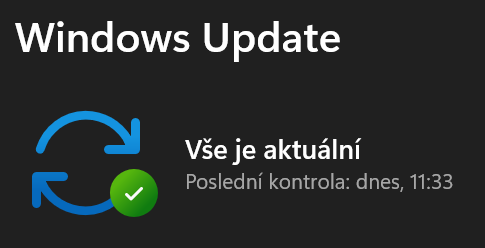 Windows Update
Vše je aktuální
Poslední kontrola: dnes, 11:33